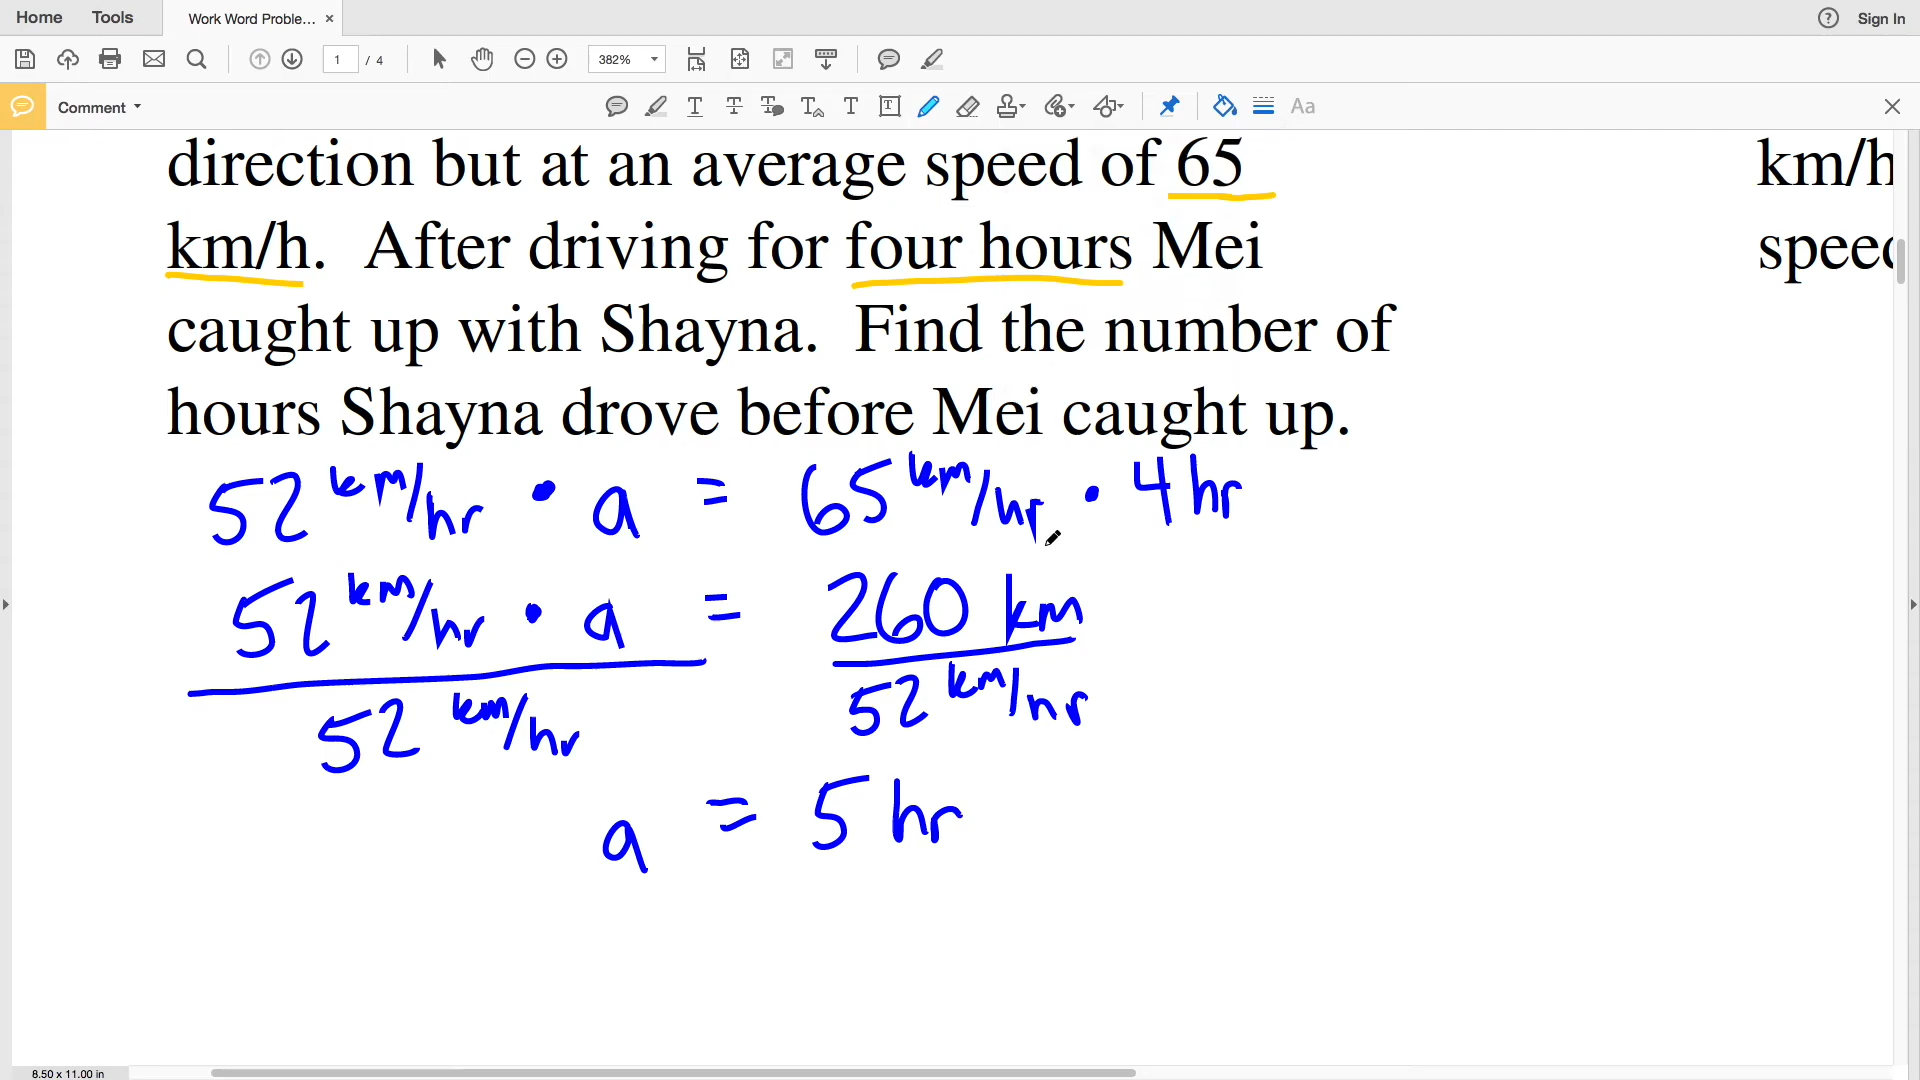 Home Tools Work Word Proble... × ? Sign In
1 / 4 382%
Comment T T T T T T Aa
direction but at an average speed of 65
km/h. After driving for four hours Mei
caught up with Shayna. Find the number of
hours Shayna drove before Mei caught up.
km/h
speed
52 km/hr • a = 65 km/hr • 4 hr
52 km/hr • a = 260 km
52 km/hr 52 km/hr
a = 5 hr
8.50 x 11.00 in